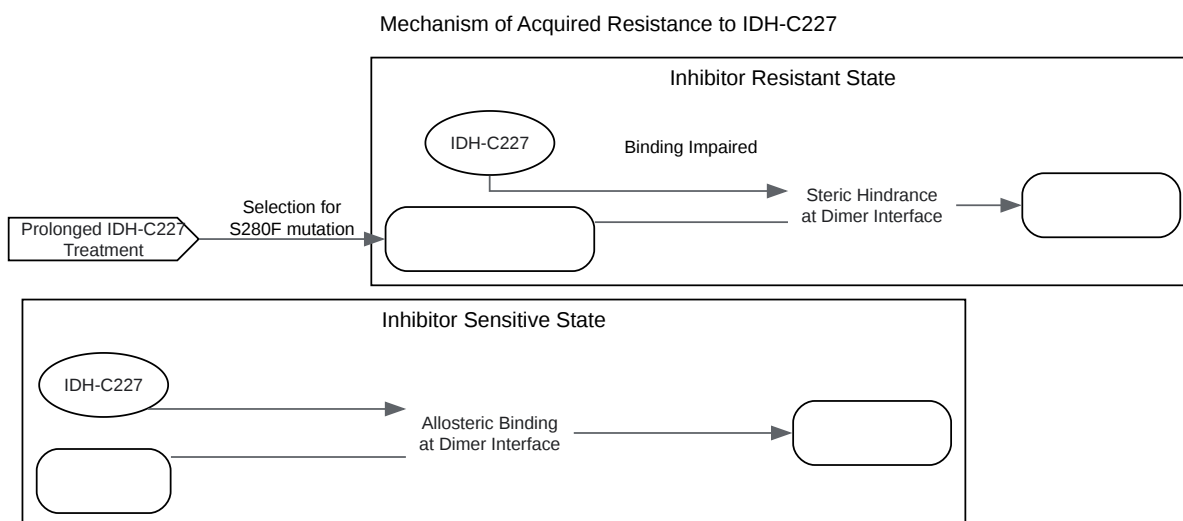 Mechanism of Acquired Resistance to IDH-C227
Inhibitor Resistant State
IDH-C227
Binding Impaired
Steric Hindrance
at Dimer Interface
Selection for
S280F mutation
Prolonged IDH-C227
Treatment
Inhibitor Sensitive State
IDH-C227
Allosteric Binding
at Dimer Interface